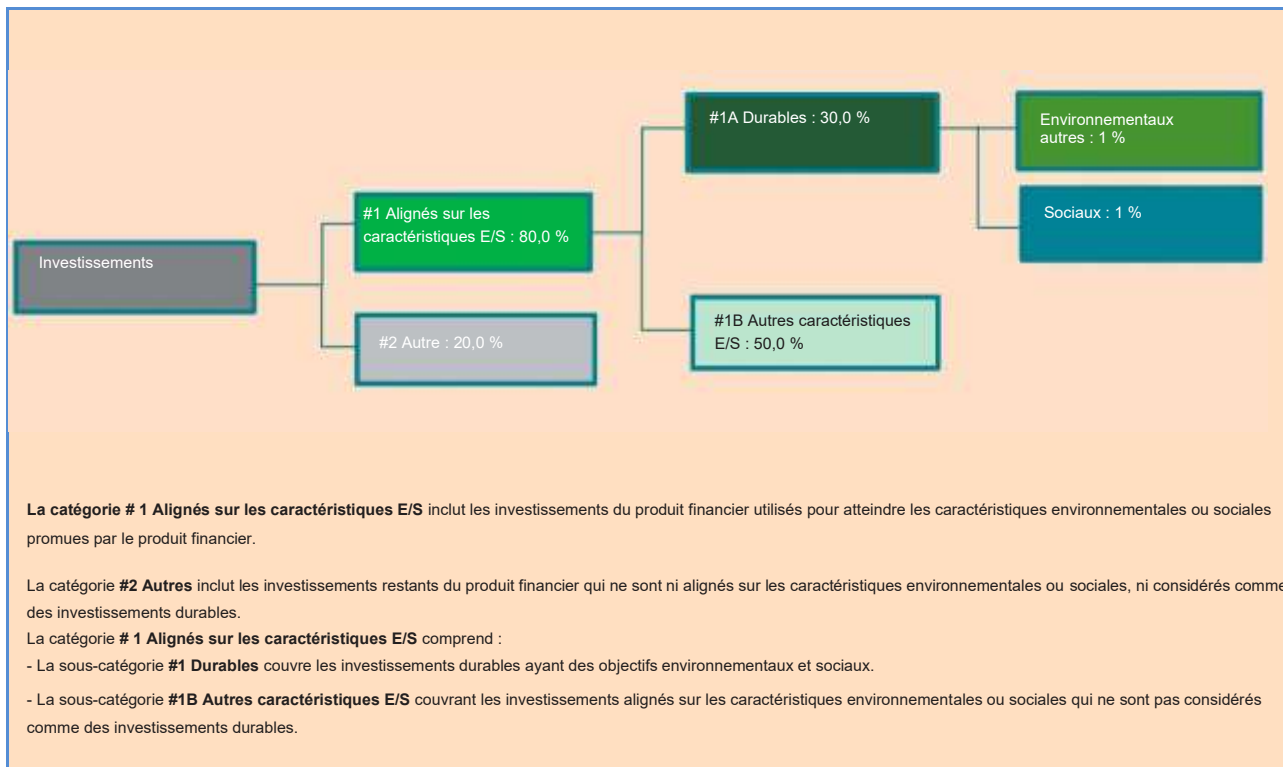 #1A Durables : 30,0 %
Environnementaux
autres : 1 %
#1 Alignés sur les
caractéristiques E/S : 80,0 %
Sociaux : 1 %
Investissements
#2 Autre : 20,0 %
#1B Autres caractéristiques
E/S : 50,0 %
La catégorie # 1 Alignés sur les caractéristiques E/S inclut les investissements du produit financier utilisés pour atteindre les caractéristiques environnementales ou sociales
promues par le produit financier.
La catégorie #2 Autres inclut les investissements restants du produit financier qui ne sont ni alignés sur les caractéristiques environnementales ou sociales, ni considérés comme
des investissements durables.
La catégorie # 1 Alignés sur les caractéristiques E/S comprend :
- La sous-catégorie #1 Durables couvre les investissements durables ayant des objectifs environnementaux et sociaux.
- La sous-catégorie #1B Autres caractéristiques E/S couvrant les investissements alignés sur les caractéristiques environnementales ou sociales qui ne sont pas considérés
comme des investissements durables.